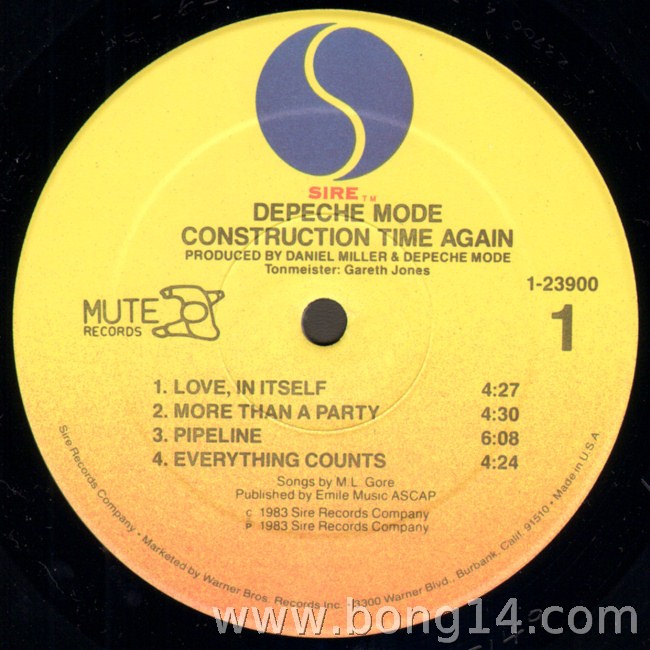 SIRE TM
DEPECHE MODE
CONSTRUCTION TIME AGAIN
PRODUCED BY DANIEL MILLER & DEPECHE MODE
Tonmeister: Gareth Jones
1-23900
MUTE
RECORDS
1
1. LOVE, IN ITSELF 4:27
2. MORE THAN A PARTY 4:30
3. PIPELINE 6:08
4. EVERYTHING COUNTS 4:24
Songs by M.L. Gore
Published by Emile Music ASCAP
C 1983 Sire Records Company
P 1983 Sire Records Company
Sire Records Company • Marketed by Warner Bros. Records Inc. • 3300 Warner Blvd., Burbank, Calif. 91510 • Made in U.S.A.
www.bong14.com